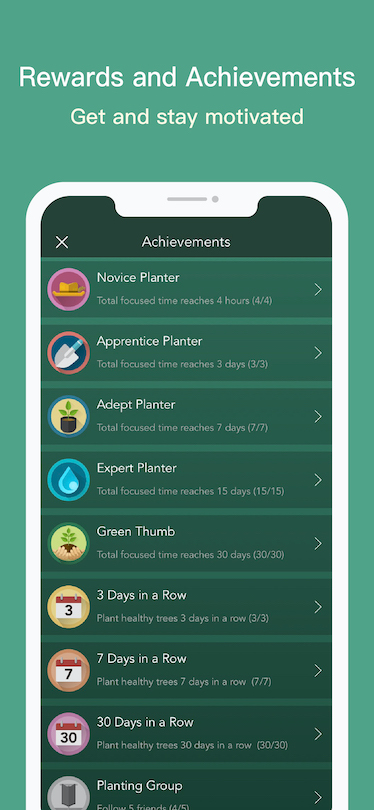 Rewards and Achievements
Get and stay motivated
Achievements
Novice Planter
Total focused time reaches 4 hours (4/4)
Apprentice Planter
Total focused time reaches 3 days (3/3)
Adept Planter
Total focused time reaches 7 days (7/7)
Expert Planter
Total focused time reaches 15 days (15/15)
Green Thumb
Total focused time reaches 30 days (30/30)
3 Days in a Row
3
Plant healthy trees 3 days in a row (3/3)
7 Days in a Row
7
Plant healthy trees 7 days in a row (7/7)
30 Days in a Row
30
Plant healthy trees 30 days in a row (30/30)
Planting Group
Follow 5 friends (4/5)